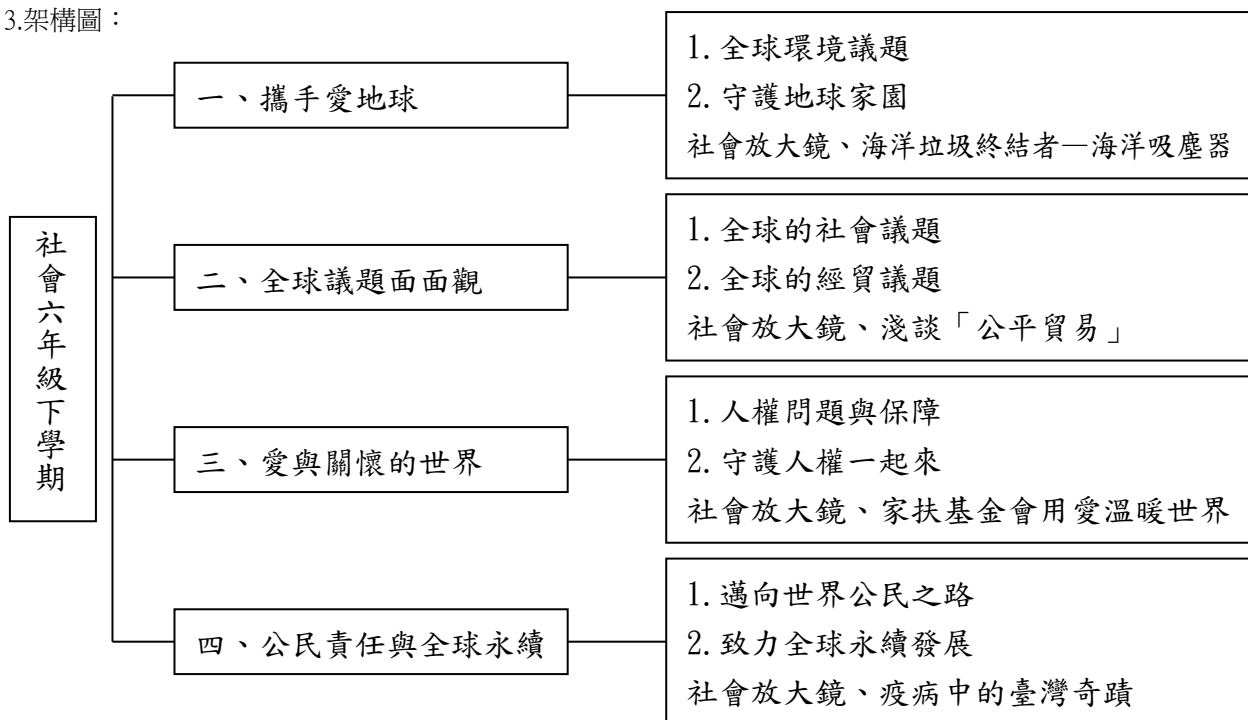 3.架構圖：
社會六年級下學期
一、攜手愛地球
1.全球環境議題
2.守護地球家園
社會放大鏡、海洋垃圾終結者—海洋吸塵器
二、全球議題面面觀
1.全球的社會議題
2.全球的經貿議題
社會放大鏡、淺談「公平貿易」
三、愛與關懷的世界
1.人權問題與保障
2.守護人權一起來
社會放大鏡、家扶基金會用愛溫暖世界
四、公民責任與全球永續
1.邁向世界公民之路
2.致力全球永續發展
社會放大鏡、疫病中的臺灣奇蹟